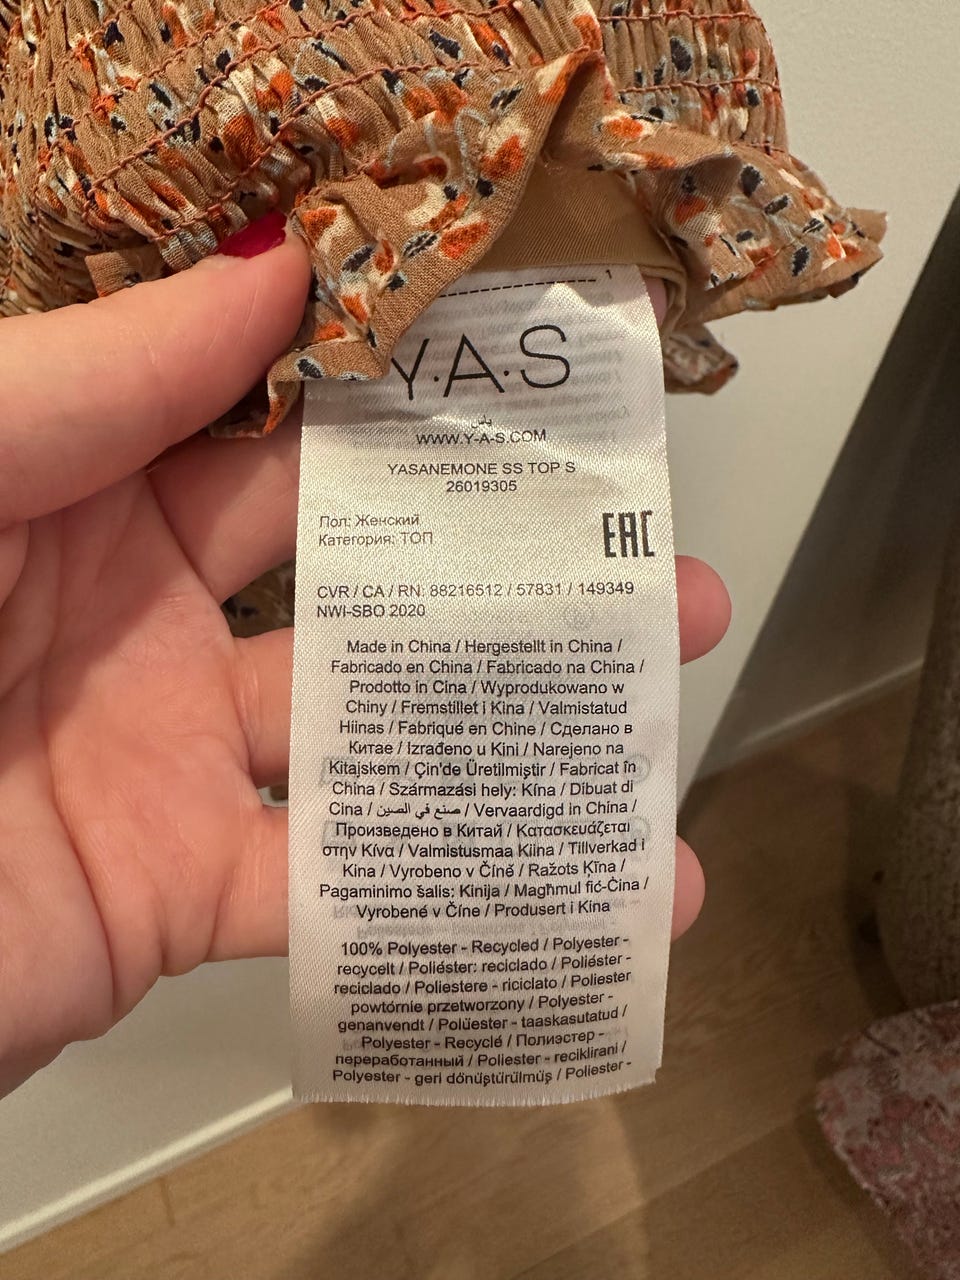 1
Y·A·S
ياس
WWW.Y-A-S.COM
YASANEMONE SS TOP S
26019305
Пол: Женский
Категория: ТОП
EAC
CVR / CA / RN: 88216512 / 57831 / 149349
NWI-SBO 2020
Made in China / Hergestellt in China /
Fabricado en China / Fabricado na China /
Prodotto in Cina / Wyprodukowano w
Chiny / Fremstillet i Kina / Valmistatud
Hiinas / Fabriqué en Chine / Сделано в
Китае / Izrađeno u Kini / Narejeno na
Kitajskem / Çin'de Üretilmiştir / Fabricat în
China / Származási hely: Kína / Dibuat di
Cina / صنع في الصين / Vervaardigd in China /
Произведено в Китай / Κατασκευάζεται
στην Κίνα / Valmistusmaa Kiina / Tillverkad i
Kina / Vyrobeno v Číně / Ražots Ķīna /
Pagaminimo šalis: Kinija / Magħmul fiċ-Ċina /
Vyrobené v Číne / Produsert i Kina
100% Polyester - Recycled / Polyester -
recycelt / Poliéster: reciclado / Poliéster -
reciclado / Poliestere - riciclato / Poliester
powtórnie przetworzony / Polyester -
genanvendt / Polüester - taaskasutatud /
Polyester - Recyclé / Полиэстер -
переработанный / Poliester - reciklirani /
Polyester - geri dönüştürülmüş / Poliester -